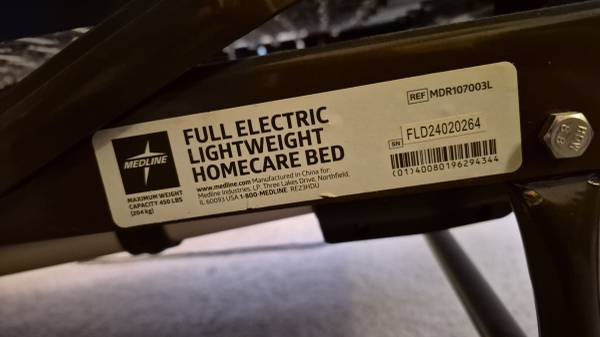 REF MDR107003L
FULL ELECTRIC
LIGHTWEIGHT
HOMECARE BED
SN FLD24020264
MEDLINE
(01)40080196294344
www.medline.com Manufactured in China for:
Medline Industries, LP, Three Lakes Drive, Northfield,
IL 60093 USA 1-800-MEDLINE RE23HDU
MAXIMUM WEIGHT
CAPACITY 450 LBS
(204 kg)